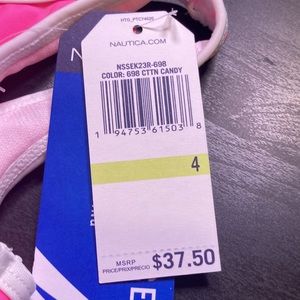 NAUTICA.COM
NSSEK23R-698
COLOR: 698 CTTN CANDY
1 94753 61503 8
4
MSRP
PRICE/PRIX/PRECIO
$37.50
E